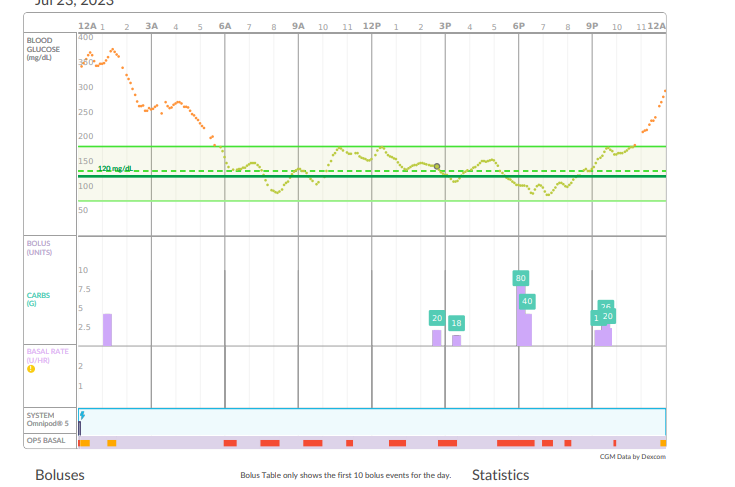 Jul 23, 2023
12A 1 2 3A 4 5 6A 7 8 9A 10 11 12P 1 2 3P 4 5 6P 7 8 9P 10 11 12A
BLOOD
GLUCOSE
(mg/dL)
400
350
300
250
200
150
120 mg/dL
100
50
BOLUS
(UNITS)
CARBS
(G)
10
7.5
5
2.5
80
40
20
18
26
20
BASAL RATE
(U/HR)
!
2
1
SYSTEM
Omnipod® 5
OP5 BASAL
CGM Data by Dexcom
Boluses
Bolus Table only shows the first 10 bolus events for the day.
Statistics